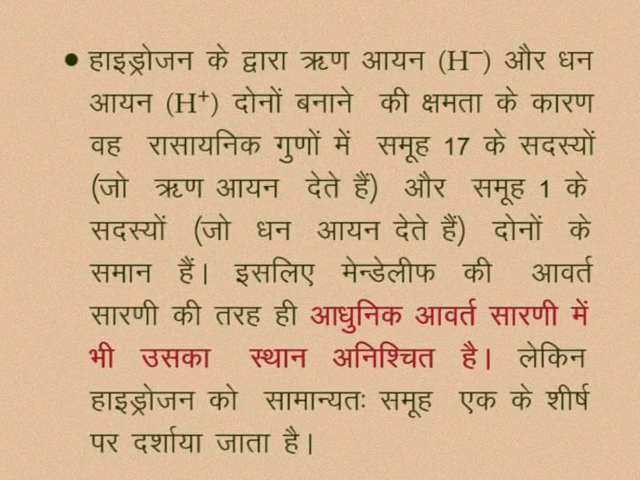 • हाइड्रोजन के द्वारा ऋण आयन (H⁻) और धन
आयन (H⁺) दोनों बनाने की क्षमता के कारण
वह रासायनिक गुणों में समूह 17 के सदस्यों
(जो ऋण आयन देते हैं) और समूह 1 के
सदस्यों (जो धन आयन देते हैं) दोनों के
समान हैं। इसलिए मेन्डेलीफ की आवर्त
सारणी की तरह ही आधुनिक आवर्त सारणी में
भी उसका स्थान अनिश्चित है। लेकिन
हाइड्रोजन को सामान्यतः समूह एक के शीर्ष
पर दर्शाया जाता है।